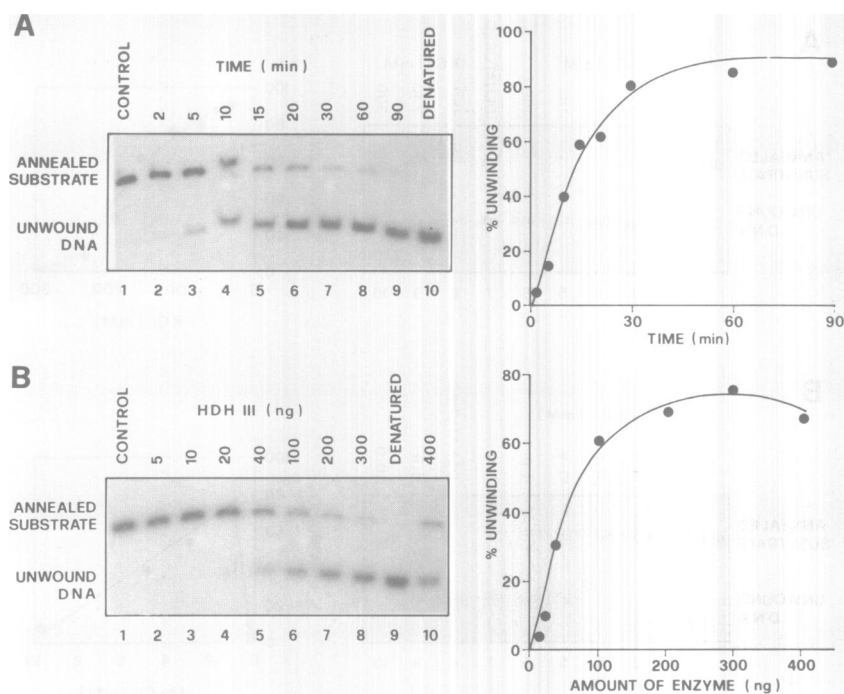 A
TIME (min)
CONTROL 2 5 10 15 20 30 60 90 DENATURED
ANNEALED
SUBSTRATE
UNWOUND
DNA
1 2 3 4 5 6 7 8 9 10
% UNWINDING
100
80
60
40
20
0
0 30 60 90
TIME (min)
B
HDH III (ng)
CONTROL 5 10 20 40 100 200 300 DENATURED 400
ANNEALED
SUBSTRATE
UNWOUND
DNA
1 2 3 4 5 6 7 8 9 10
% UNWINDING
80
60
40
20
0
0 100 200 300 400
AMOUNT OF ENZYME (ng)